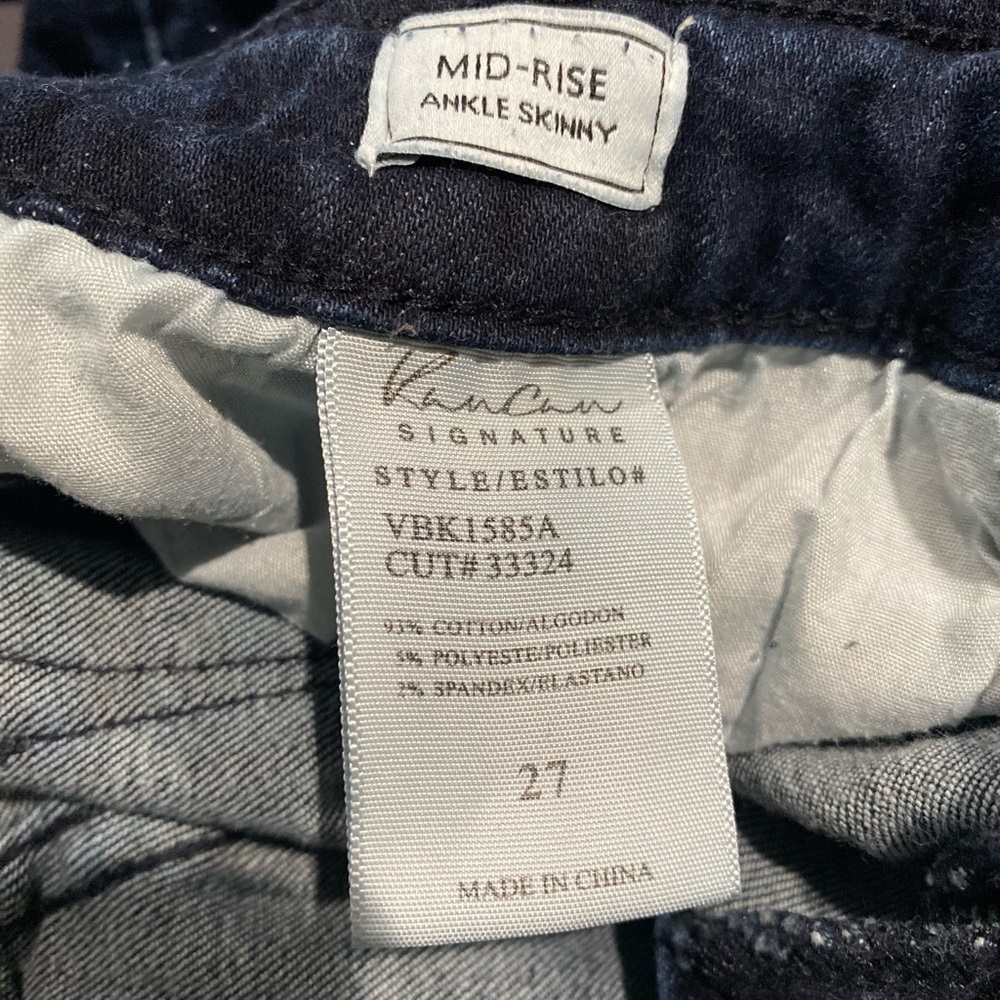 MID-RISE
ANKLE SKINNY
KanCan
SIGNATURE
STYLE/ESTILO#
VBK1585A
CUT# 33324
93% COTTON/ALGODON
5% POLYESTE/POLIESTER
2% SPANDEX/ELASTANO
27
MADE IN CHINA